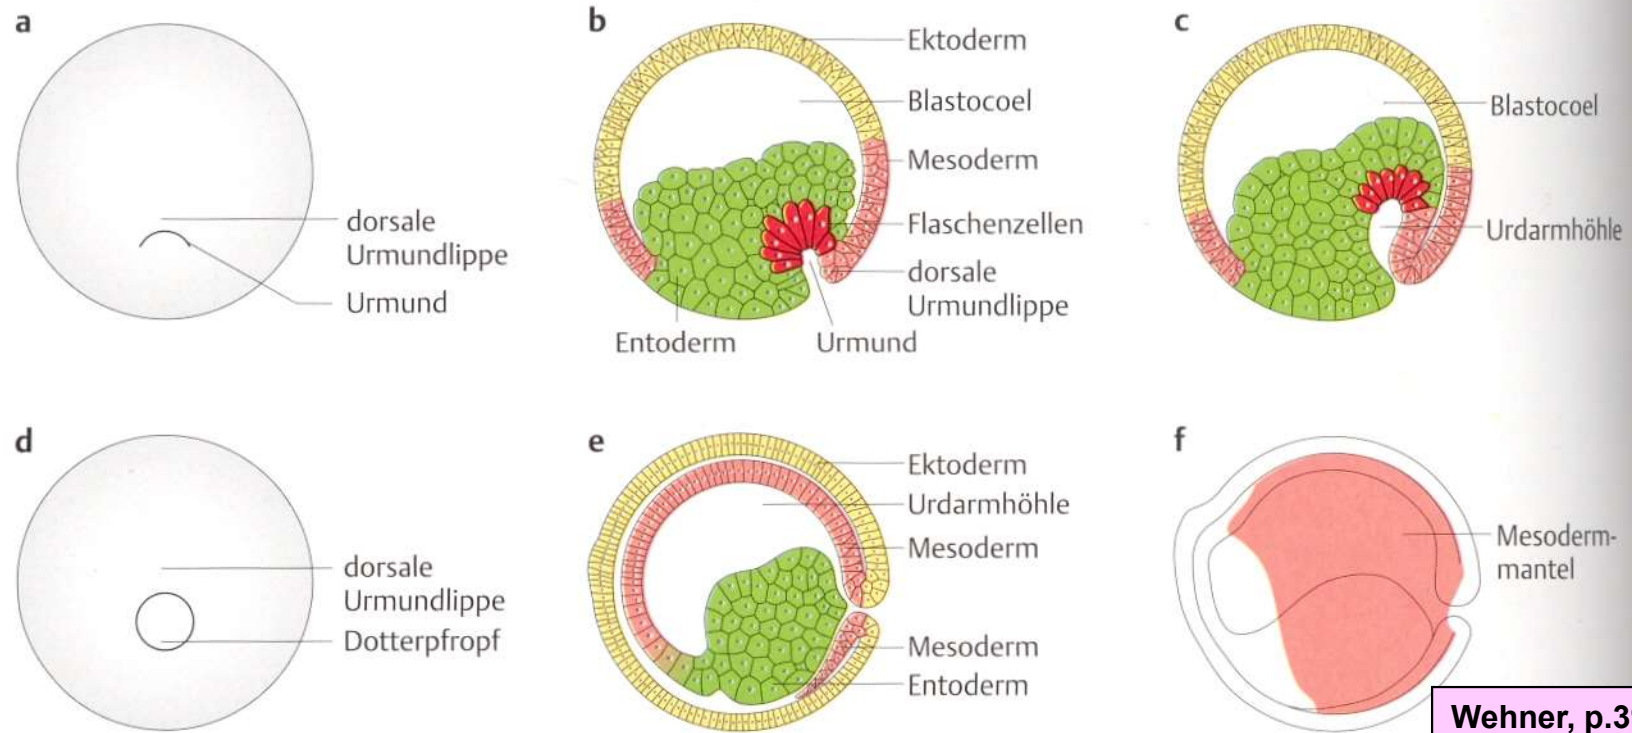 a
dorsale
Urmundlippe
Urmund
b
Ektoderm
Blastocoel
Mesoderm
Flaschenzellen
dorsale
Urmundlippe
Entoderm
Urmund
c
Blastocoel
Urdarmhöhle
d
dorsale
Urmundlippe
Dotterpfropf
e
Ektoderm
Urdarmhöhle
Mesoderm
Mesoderm
Entoderm
f
Mesoderm-
mantel
Wehner, p.3